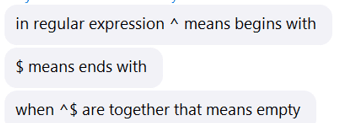 in regular expression ^ means begins with
$ means ends with
when ^$ are together that means empty